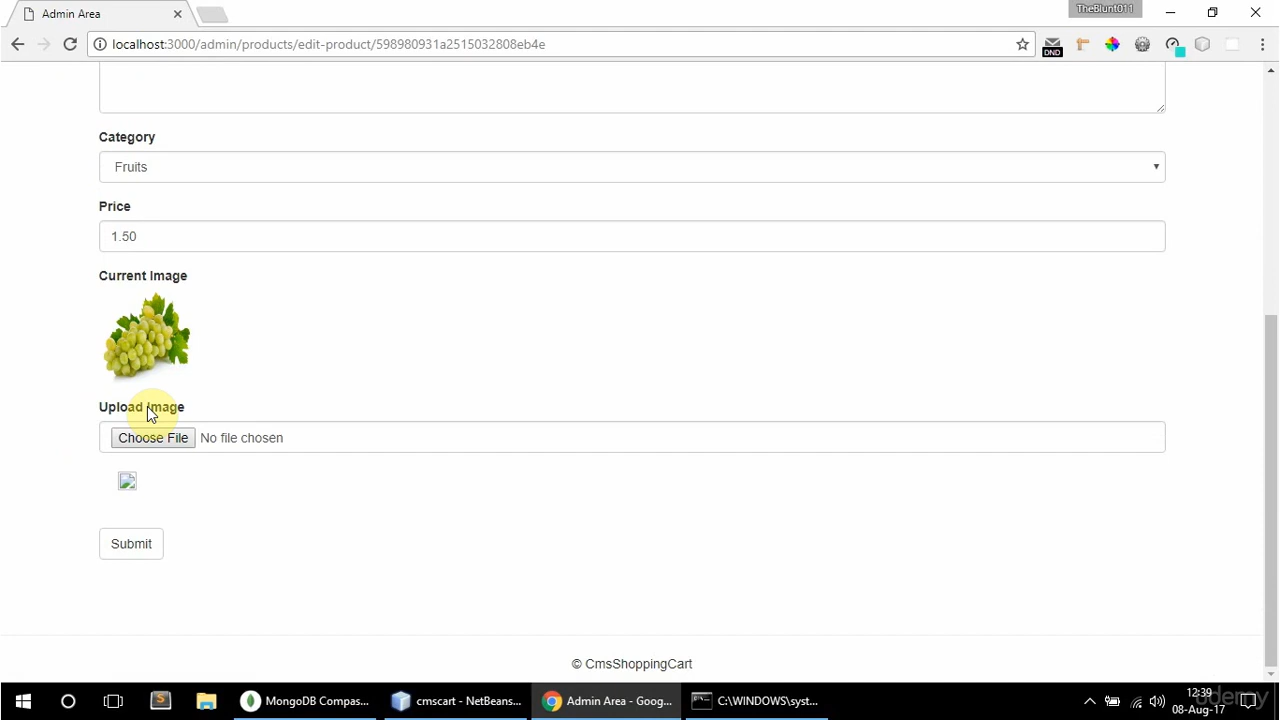 Admin Area
TheBlunt011
localhost:3000/admin/products/edit-product/598980931a2515032808eb4e
DND
Category
Fruits
Price
1.50
Current Image
Upload Image
Choose File No file chosen
Submit
© CmsShoppingCart
MongoDB Compas...
cmscart - NetBeans...
Admin Area - Goog...
C:\WINDOWS\syst...
12:39
08-Aug-17
udemy